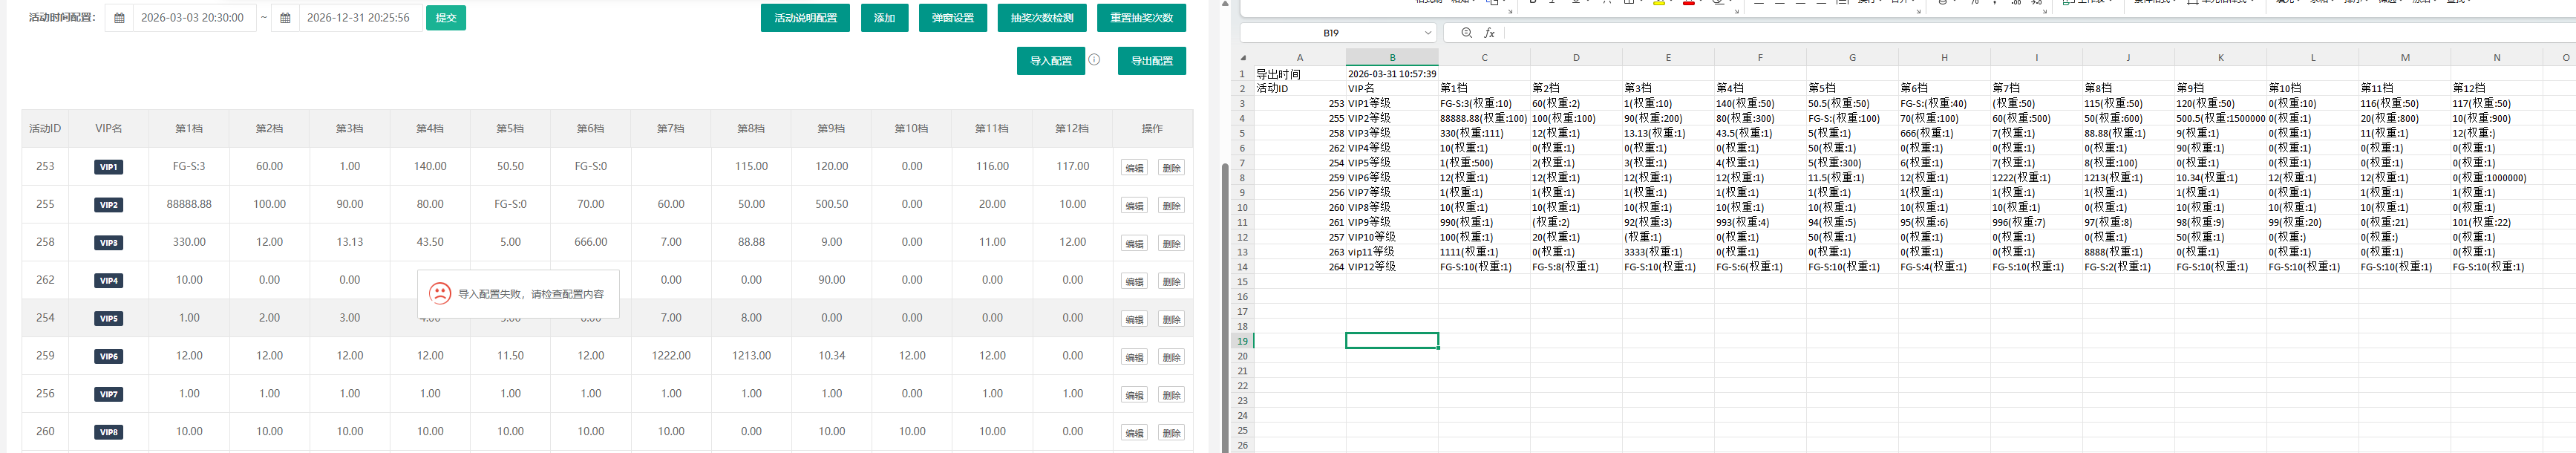 活动时间配置： 2026-03-03 20:30:00 ~ 2026-12-31 20:25:56 提交 活动说明配置 添加 弹窗设置 抽奖次数检测 重置抽奖次数
导入配置 导出配置
活动ID VIP名 第1档 第2档 第3档 第4档 第5档 第6档 第7档 第8档 第9档 第10档 第11档 第12档 操作
253 VIP1 FG-S:3 60.00 1.00 140.00 50.50 FG-S:0 115.00 120.00 0.00 116.00 117.00 编辑 删除
255 VIP2 88888.88 100.00 90.00 80.00 FG-S:0 70.00 60.00 50.00 500.50 0.00 20.00 10.00 编辑 删除
258 VIP3 330.00 12.00 13.13 43.50 5.00 666.00 7.00 88.88 9.00 0.00 11.00 12.00 编辑 删除
262 VIP4 10.00 0.00 0.00 0.00 0.00 90.00 0.00 0.00 0.00 编辑 删除
导入配置失败，请检查配置内容
254 VIP5 1.00 2.00 3.00 7.00 8.00 0.00 0.00 0.00 0.00 编辑 删除
259 VIP6 12.00 12.00 12.00 12.00 11.50 12.00 1222.00 1213.00 10.34 12.00 12.00 0.00 编辑 删除
256 VIP7 1.00 1.00 1.00 1.00 1.00 1.00 1.00 1.00 1.00 0.00 1.00 1.00 编辑 删除
260 VIP8 10.00 10.00 10.00 10.00 10.00 10.00 10.00 0.00 10.00 10.00 10.00 0.00 编辑 删除
B19 fx
A B C D E F G H I J K L M N O
1 导出时间 2026-03-31 10:57:39
2 活动ID VIP名 第1档 第2档 第3档 第4档 第5档 第6档 第7档 第8档 第9档 第10档 第11档 第12档
3 253 VIP1等级 FG-S:3(权重:10) 60(权重:2) 1(权重:10) 140(权重:50) 50.5(权重:50) FG-S:(权重:40) (权重:50) 115(权重:50) 120(权重:50) 0(权重:10) 116(权重:50) 117(权重:50)
4 255 VIP2等级 88888.88(权重:100) 100(权重:100) 90(权重:200) 80(权重:300) FG-S:(权重:100) 70(权重:100) 60(权重:500) 50(权重:600) 500.5(权重:1500000 0(权重:1) 20(权重:800) 10(权重:900)
5 258 VIP3等级 330(权重:111) 12(权重:1) 13.13(权重:1) 43.5(权重:1) 5(权重:1) 666(权重:1) 7(权重:1) 88.88(权重:1) 9(权重:1) 0(权重:1) 11(权重:1) 12(权重:)
6 262 VIP4等级 10(权重:1) 0(权重:1) 0(权重:1) 0(权重:1) 50(权重:1) 0(权重:1) 0(权重:1) 0(权重:1) 90(权重:1) 0(权重:1) 0(权重:1) 0(权重:1)
7 254 VIP5等级 1(权重:500) 2(权重:1) 3(权重:1) 4(权重:1) 5(权重:300) 6(权重:1) 7(权重:1) 8(权重:100) 0(权重:1) 0(权重:1) 0(权重:1) 0(权重:1)
8 259 VIP6等级 12(权重:1) 12(权重:1) 12(权重:1) 12(权重:1) 11.5(权重:1) 12(权重:1) 1222(权重:1) 1213(权重:1) 10.34(权重:1) 12(权重:1) 12(权重:1) 0(权重:1000000)
9 256 VIP7等级 1(权重:1) 1(权重:1) 1(权重:1) 1(权重:1) 1(权重:1) 1(权重:1) 1(权重:1) 1(权重:1) 1(权重:1) 0(权重:1) 1(权重:1) 1(权重:1)
10 260 VIP8等级 10(权重:1) 10(权重:1) 10(权重:1) 10(权重:1) 10(权重:1) 10(权重:1) 10(权重:1) 0(权重:1) 10(权重:1) 10(权重:1) 10(权重:1) 0(权重:1)
11 261 VIP9等级 990(权重:1) (权重:2) 92(权重:3) 993(权重:4) 94(权重:5) 95(权重:6) 996(权重:7) 97(权重:8) 98(权重:9) 99(权重:20) 0(权重:21) 101(权重:22)
12 257 VIP10等级 100(权重:1) 20(权重:1) (权重:1) 0(权重:1) 50(权重:1) 0(权重:1) 0(权重:1) 0(权重:1) 50(权重:1) 0(权重:) 0(权重:) 0(权重:1)
13 263 vip11等级 1111(权重:1) 0(权重:1) 3333(权重:1) 0(权重:1) 0(权重:1) 0(权重:1) 0(权重:1) 8888(权重:1) 0(权重:1) 0(权重:1) 0(权重:1) 0(权重:1)
14 264 VIP12等级 FG-S:10(权重:1) FG-S:8(权重:1) FG-S:10(权重:1) FG-S:6(权重:1) FG-S:10(权重:1) FG-S:4(权重:1) FG-S:10(权重:1) FG-S:2(权重:1) FG-S:10(权重:1) FG-S:10(权重:1) FG-S:10(权重:1) FG-S:10(权重:1)
15
16
17
18
19
20
21
22
23
24
25
26